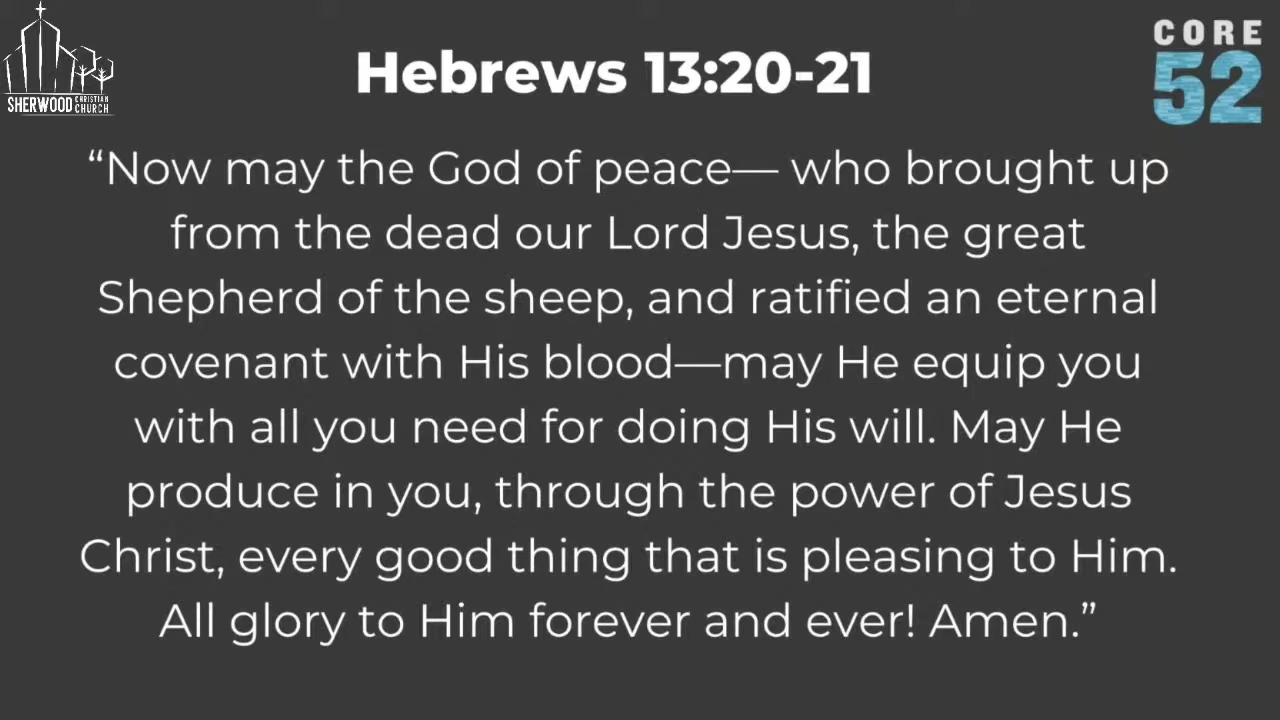 SHERWOOD CHRISTIAN CHURCH
Hebrews 13:20-21
CORE
52
“Now may the God of peace— who brought up
from the dead our Lord Jesus, the great
Shepherd of the sheep, and ratified an eternal
covenant with His blood—may He equip you
with all you need for doing His will. May He
produce in you, through the power of Jesus
Christ, every good thing that is pleasing to Him.
All glory to Him forever and ever! Amen.”